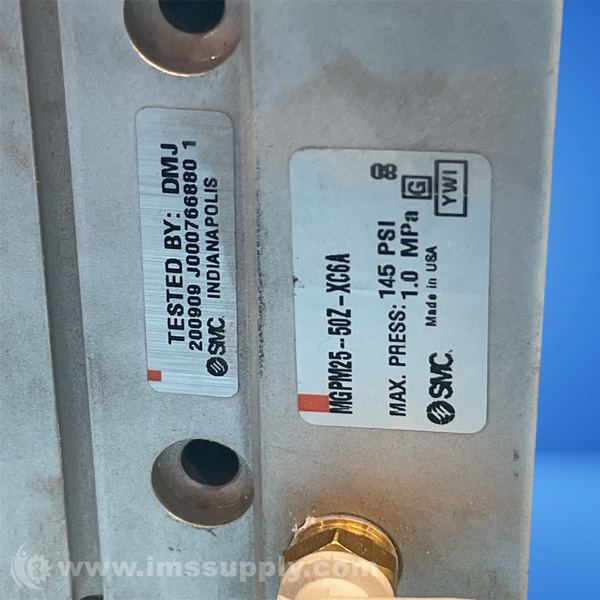 TESTED BY: DMJ
200909 J000766880 1
SMC. INDIANAPOLIS
MGPM25-50Z-XC6A
MAX. PRESS: 145 PSI
1.0 MPa
SMC. Made in USA
G
YWI
www.imssupply.com